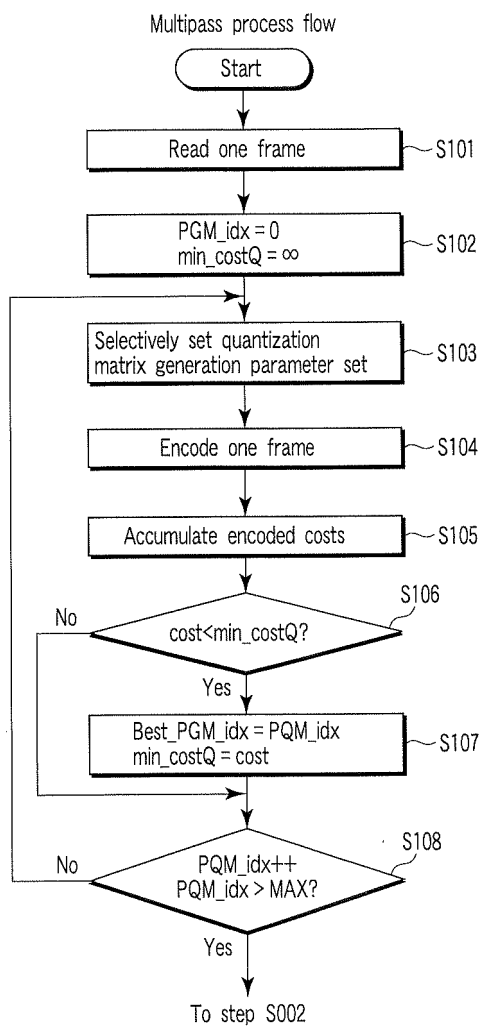 Multipass process flow
Start
Read one frame
S101
PGM_idx = 0
min_costQ = ∞
S102
Selectively set quantization
matrix generation parameter set
S103
Encode one frame
S104
Accumulate encoded costs
S105
S106
No
cost<min_costQ?
Yes
Best_PGM_idx = PQM_idx
min_costQ = cost
S107
S108
No
PQM_idx++
PQM_idx > MAX?
Yes
To step S002